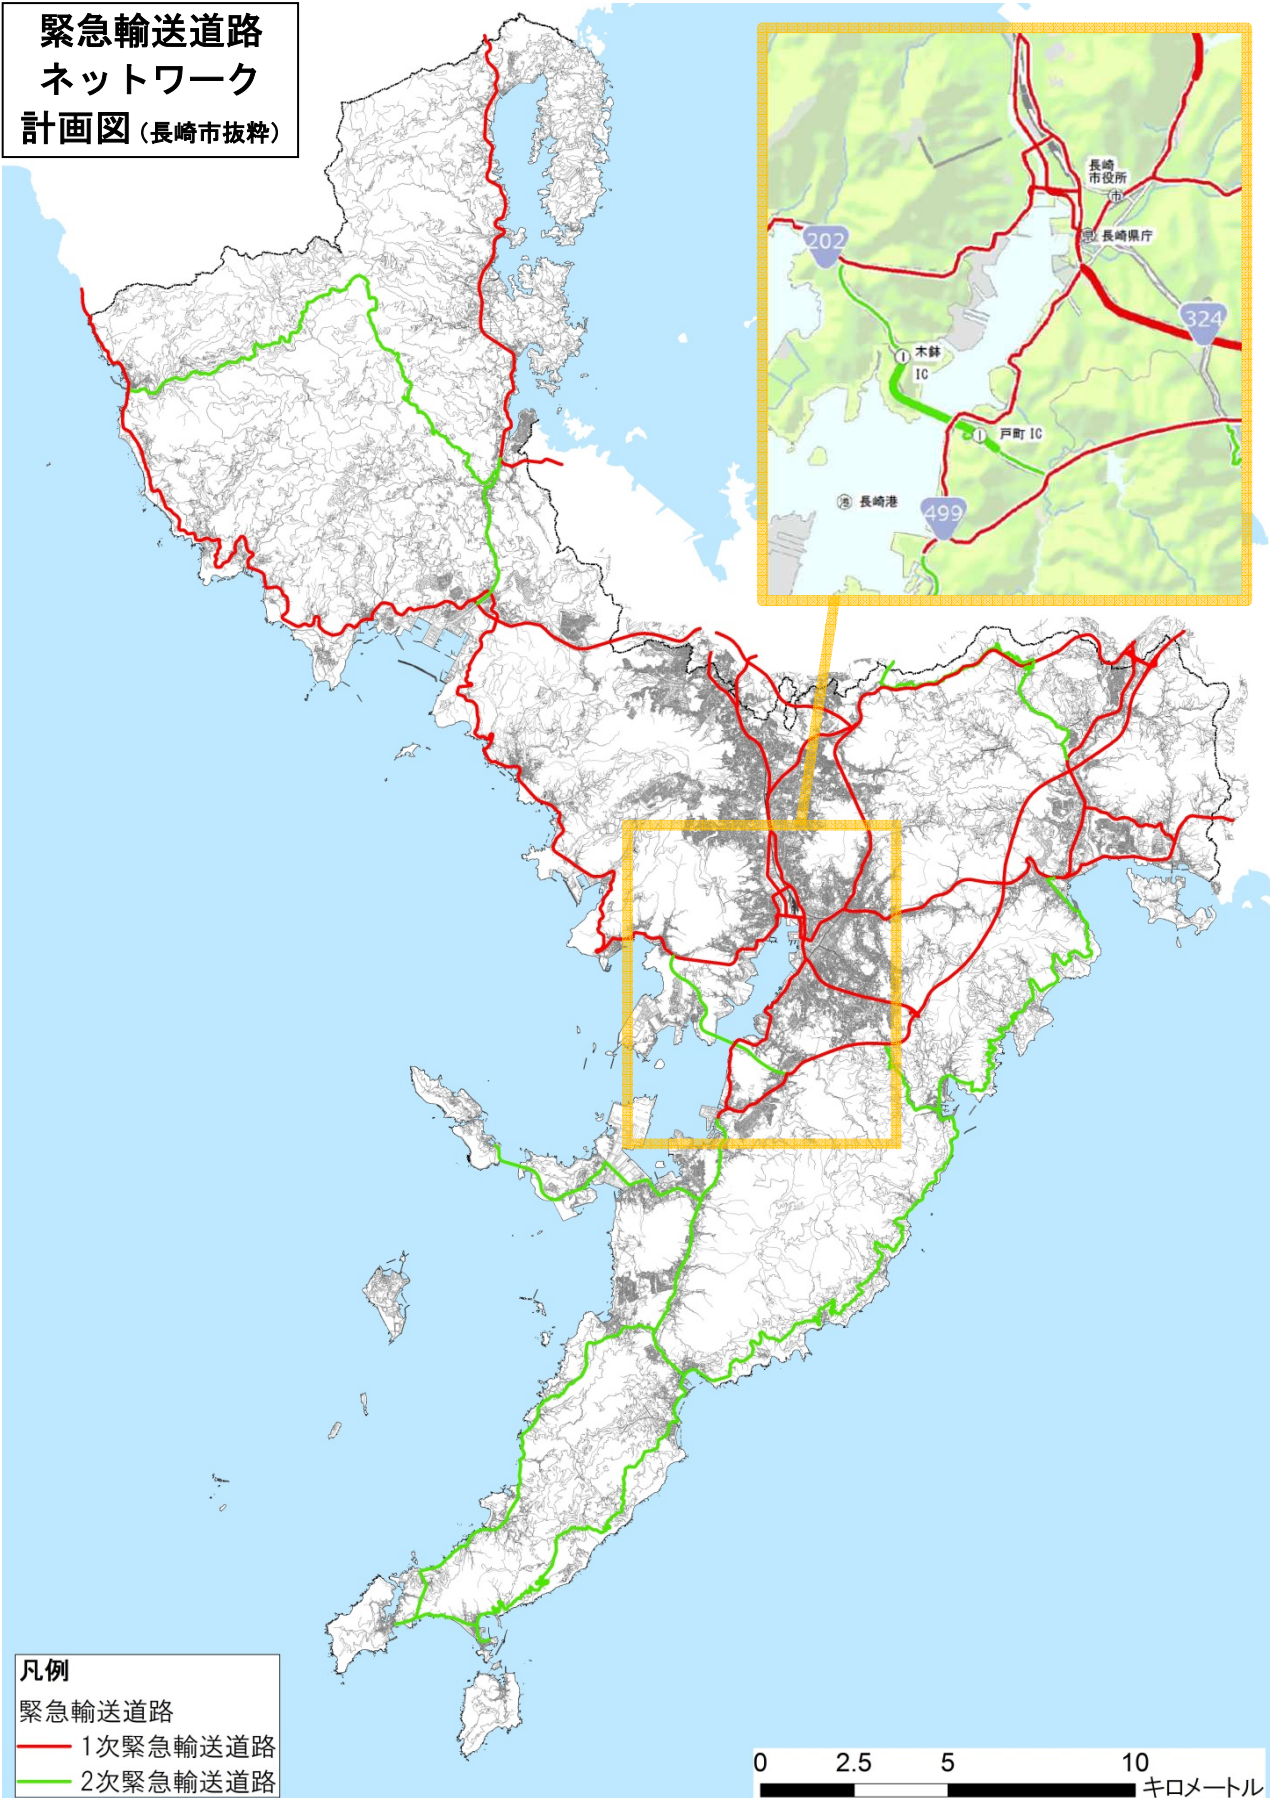 緊急輸送道路
ネットワーク
計画図(長崎市抜粋)
長崎
市役所
市
県
長崎県庁
202
324
木鉢
IC
戸町 IC
港
長崎港
499
凡例
緊急輸送道路
1次緊急輸送道路
2次緊急輸送道路
0 2.5 5 10
キロメートル